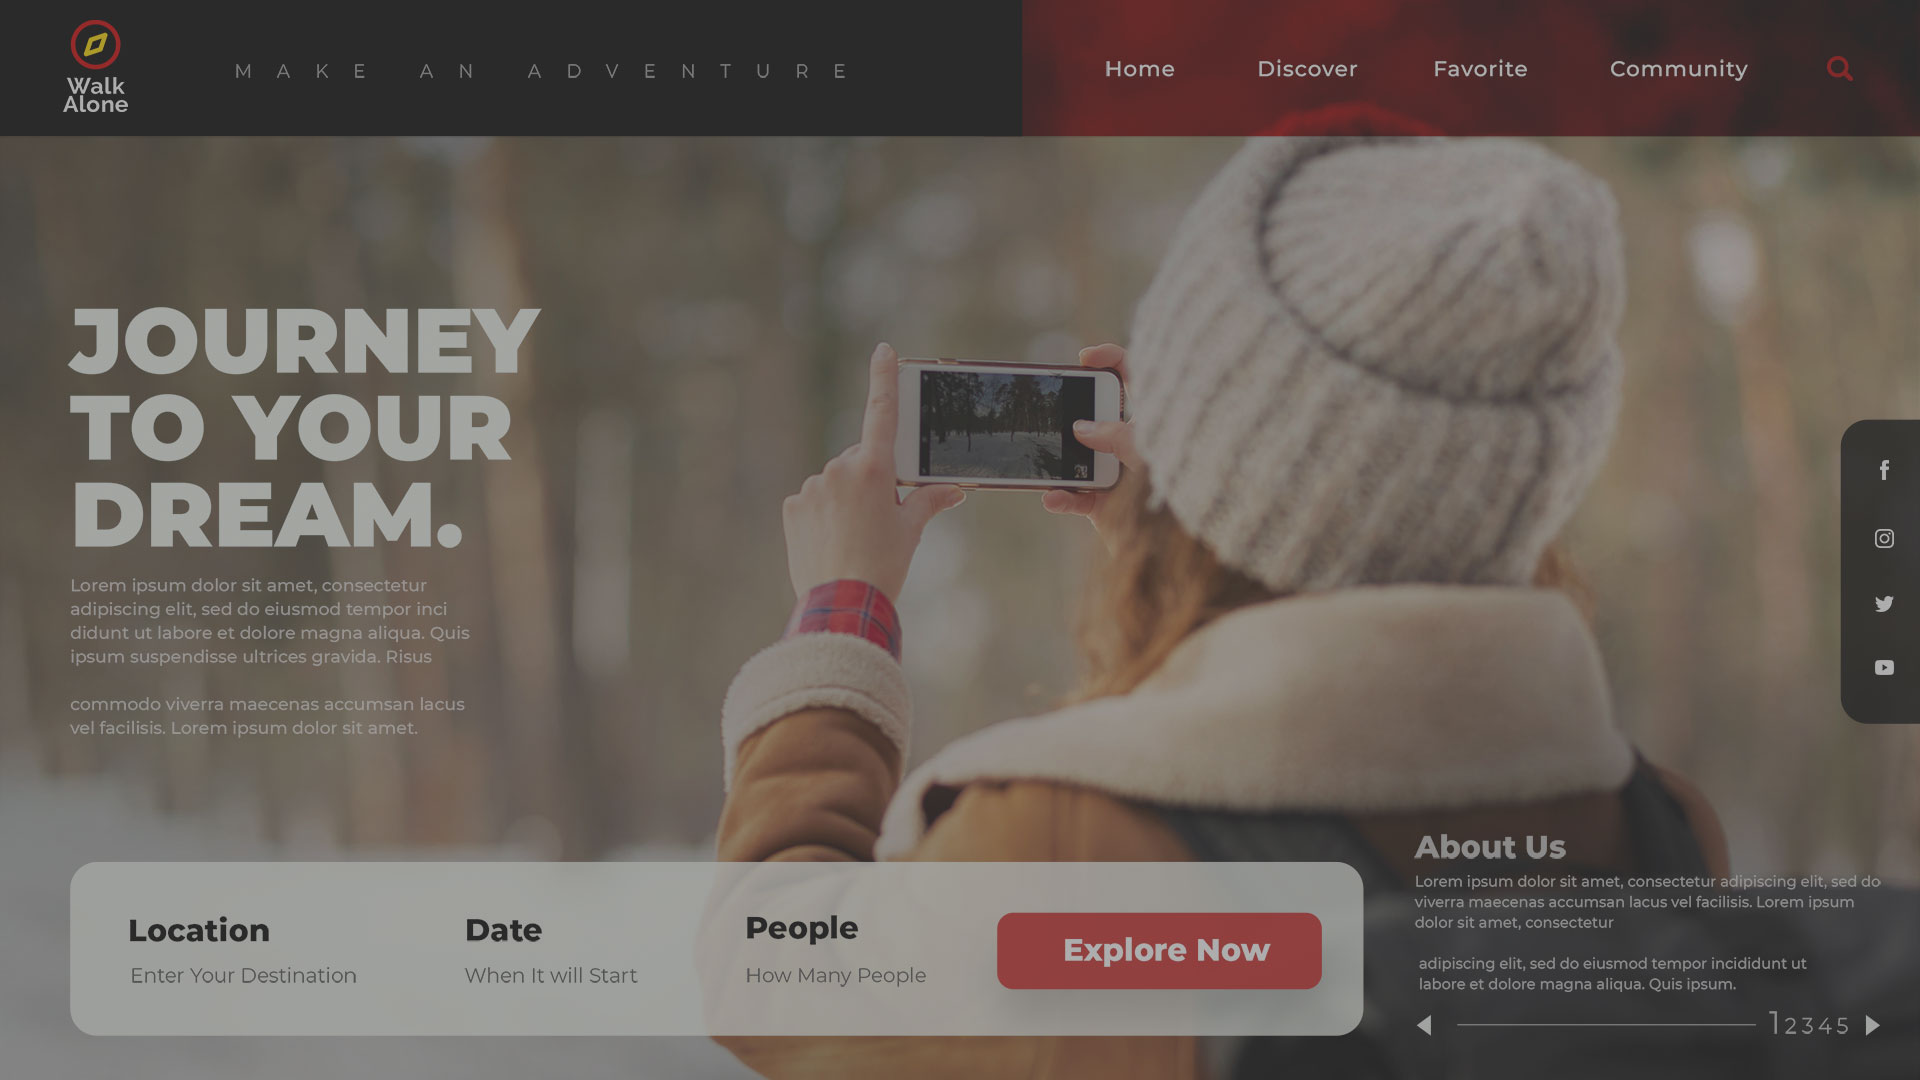 Walk
Alone
MAKE AN ADVENTURE
Home
Discover
Favorite
Community
JOURNEY
TO YOUR
DREAM.
Lorem ipsum dolor sit amet, consectetur
adipiscing elit, sed do eiusmod tempor inci
didunt ut labore et dolore magna aliqua. Quis
ipsum suspendisse ultrices gravida. Risus
commodo viverra maecenas accumsan lacus
vel facilisis. Lorem ipsum dolor sit amet.
Location
Enter Your Destination
Date
When It will Start
People
How Many People
Explore Now
About Us
Lorem ipsum dolor sit amet, consectetur adipiscing elit, sed do
viverra maecenas accumsan lacus vel facilisis. Lorem ipsum
dolor sit amet, consectetur
adipiscing elit, sed do eiusmod tempor incididunt ut
labore et dolore magna aliqua. Quis ipsum.
1 2 3 4 5